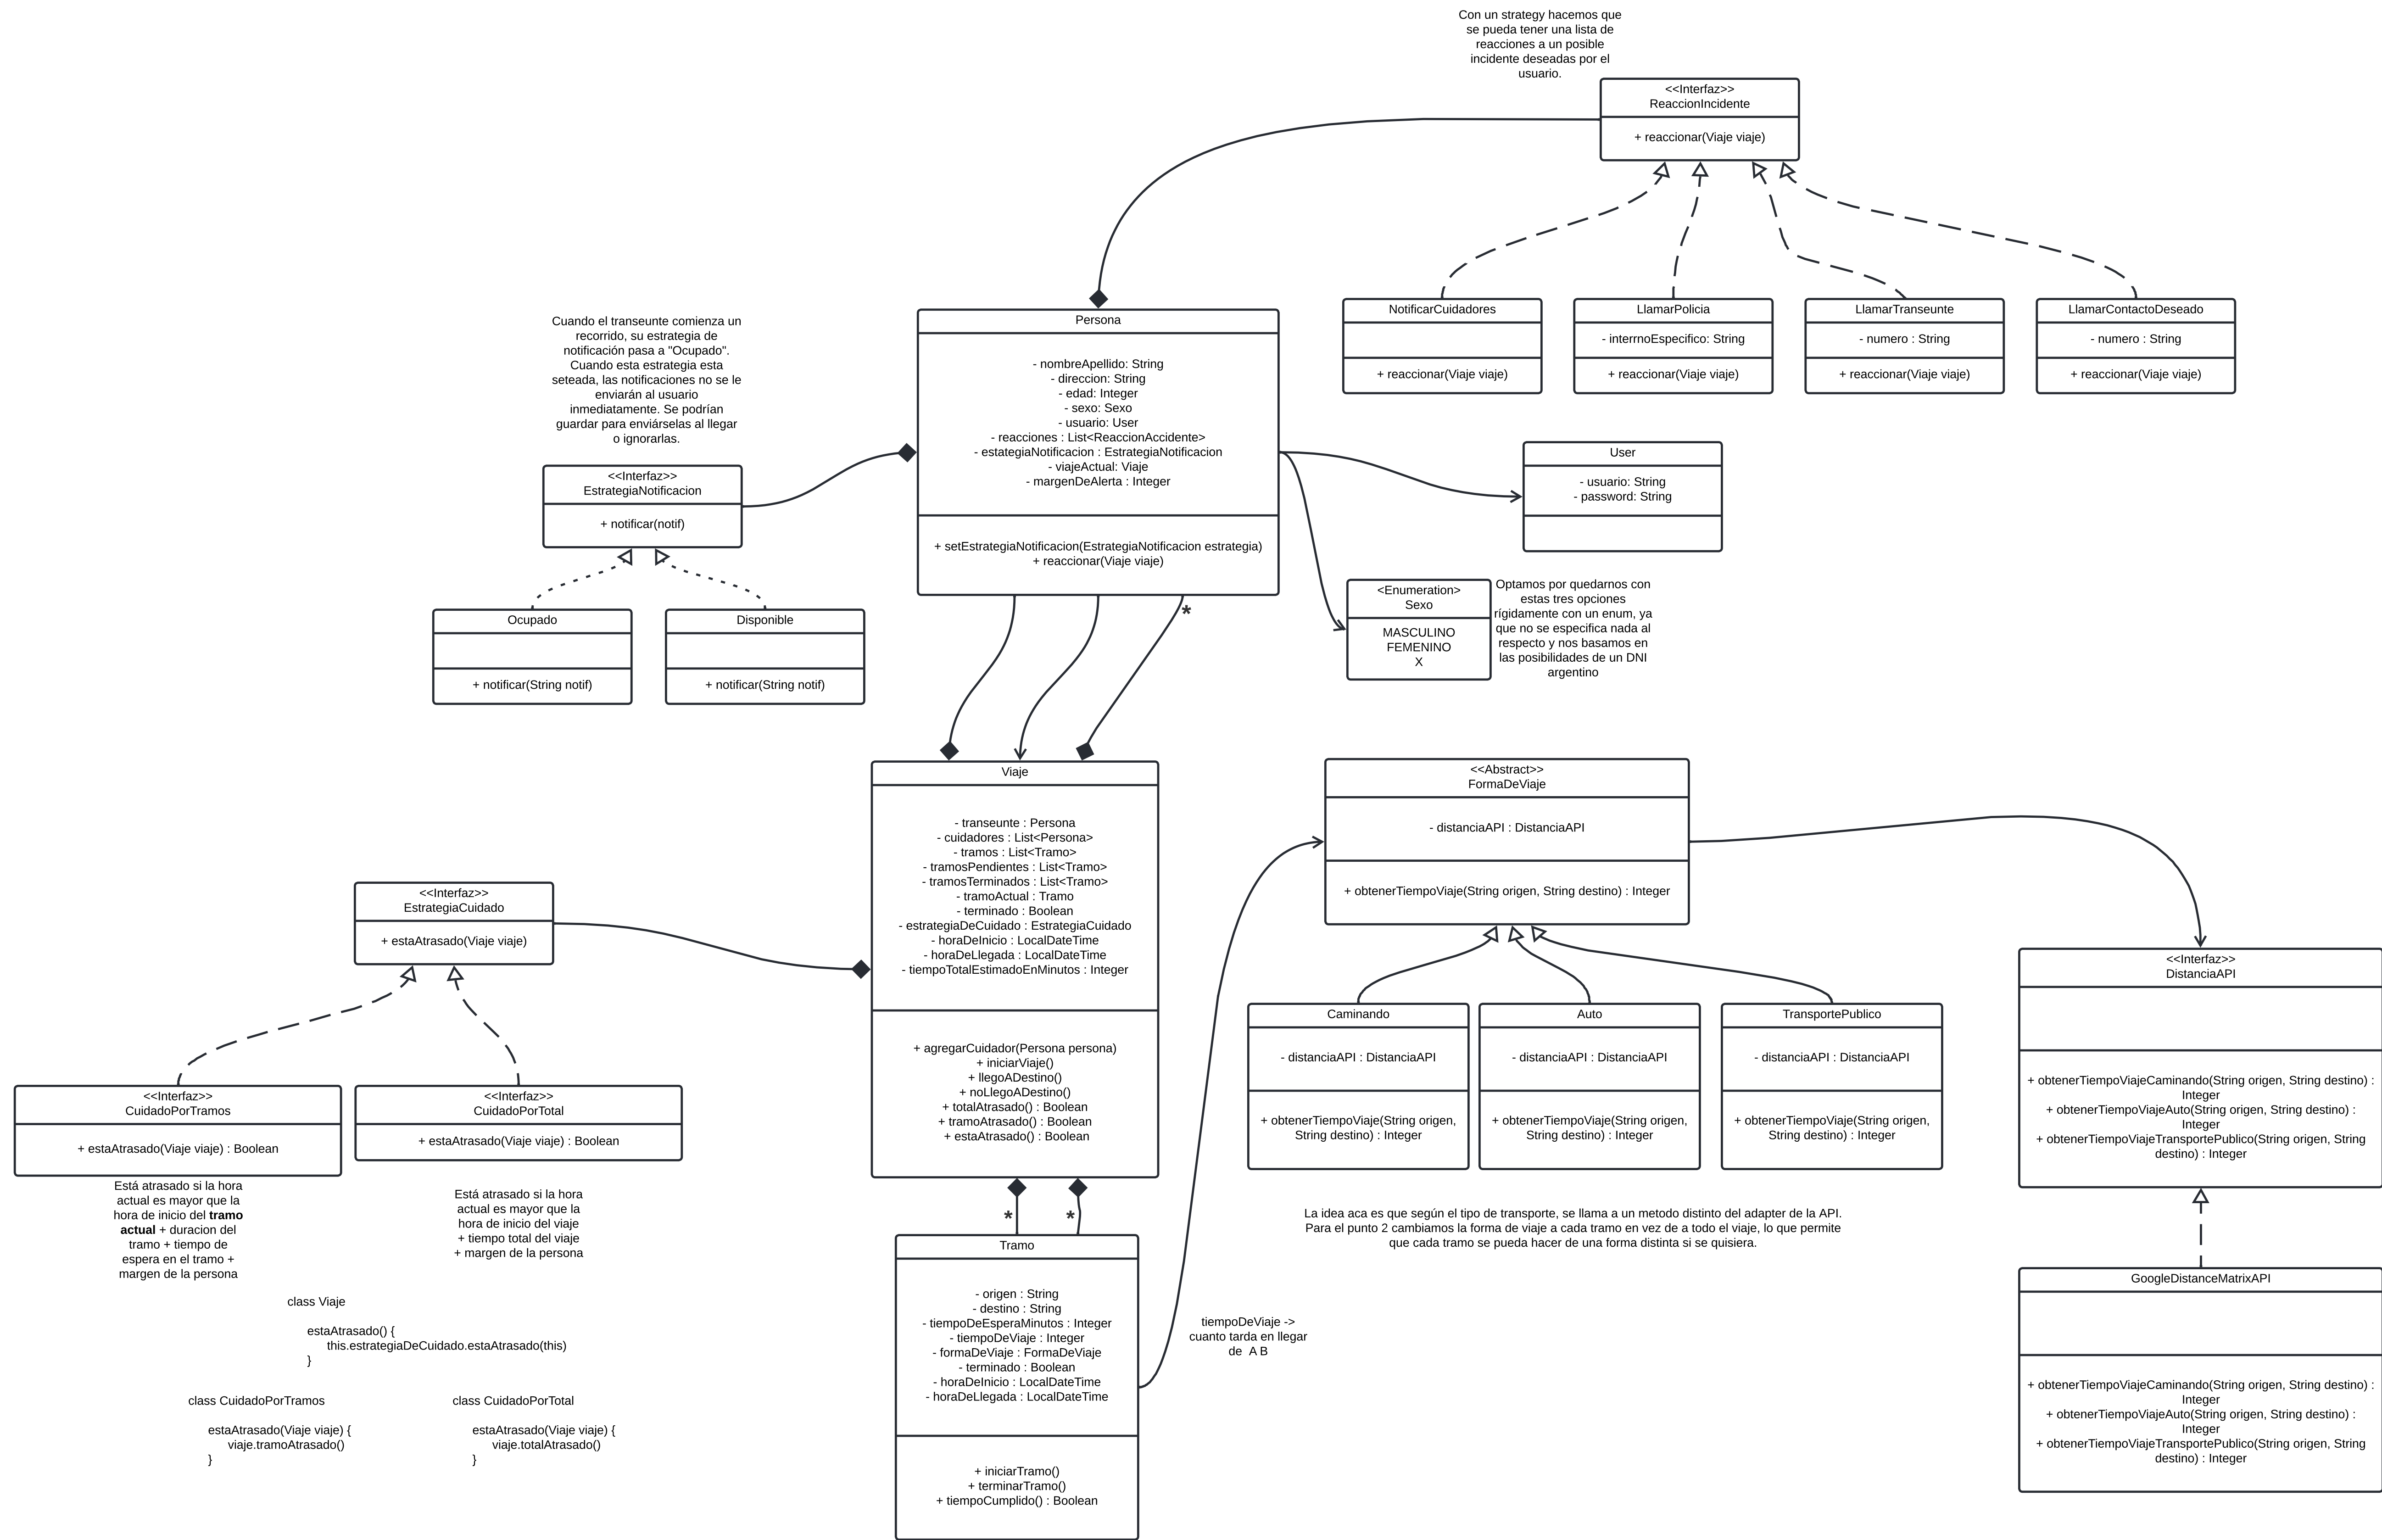 Con un strategy hacemos que
se pueda tener una lista de
reacciones a un posible
incidente deseadas por el
usuario.
<<Interfaz>>
ReaccionIncidente
+ reaccionar(Viaje viaje)
NotificarCuidadores
+ reaccionar(Viaje viaje)
LlamarPolicia
- interrnoEspecifico: String
+ reaccionar(Viaje viaje)
LlamarTranseunte
- numero : String
+ reaccionar(Viaje viaje)
LlamarContactoDeseado
- numero : String
+ reaccionar(Viaje viaje)
Cuando el transeunte comienza un
recorrido, su estrategia de
notificación pasa a "Ocupado".
Cuando esta estrategia esta
seteada, las notificaciones no se le
enviarán al usuario
inmediatamente. Se podrían
guardar para enviárselas al llegar
o ignorarlas.
<<Interfaz>>
EstrategiaNotificacion
+ notificar(notif)
Ocupado
+ notificar(String notif)
Disponible
+ notificar(String notif)
Persona
- nombreApellido: String
- direccion: String
- edad: Integer
- sexo: Sexo
- usuario: User
- reacciones : List<ReaccionAccidente>
- estategiaNotificacion : EstrategiaNotificacion
- viajeActual: Viaje
- margenDeAlerta : Integer
+ setEstrategiaNotificacion(EstrategiaNotificacion estrategia)
+ reaccionar(Viaje viaje)
*
User
- usuario: String
- password: String
<Enumeration>
Sexo
MASCULINO
FEMENINO
X
Optamos por quedarnos con
estas tres opciones
rígidamente con un enum, ya
que no se especifica nada al
respecto y nos basamos en
las posibilidades de un DNI
argentino
Viaje
- transeunte : Persona
- cuidadores : List<Persona>
- tramos : List<Tramo>
- tramosPendientes : List<Tramo>
- tramosTerminados : List<Tramo>
- tramoActual : Tramo
- terminado : Boolean
- estrategiaDeCuidado : EstrategiaCuidado
- horaDeInicio : LocalDateTime
- horaDeLlegada : LocalDateTime
- tiempoTotalEstimadoEnMinutos : Integer
+ agregarCuidador(Persona persona)
+ iniciarViaje()
+ llegoADestino()
+ noLlegoADestino()
+ totalAtrasado() : Boolean
+ tramoAtrasado() : Boolean
+ estaAtrasado() : Boolean
* *
<<Interfaz>>
EstrategiaCuidado
+ estaAtrasado(Viaje viaje)
<<Interfaz>>
CuidadoPorTramos
+ estaAtrasado(Viaje viaje) : Boolean
<<Interfaz>>
CuidadoPorTotal
+ estaAtrasado(Viaje viaje) : Boolean
Está atrasado si la hora
actual es mayor que la
hora de inicio del tramo
actual + duracion del
tramo + tiempo de
espera en el tramo +
margen de la persona
Está atrasado si la hora
actual es mayor que la
hora de inicio del viaje
+ tiempo total del viaje
+ margen de la persona
class Viaje
estaAtrasado() {
this.estrategiaDeCuidado.estaAtrasado(this)
}
class CuidadoPorTramos
estaAtrasado(Viaje viaje) {
viaje.tramoAtrasado()
}
class CuidadoPorTotal
estaAtrasado(Viaje viaje) {
viaje.totalAtrasado()
}
Tramo
- origen : String
- destino : String
- tiempoDeEsperaMinutos : Integer
- tiempoDeViaje : Integer
- formaDeViaje : FormaDeViaje
- terminado : Boolean
- horaDeInicio : LocalDateTime
- horaDeLlegada : LocalDateTime
+ iniciarTramo()
+ terminarTramo()
+ tiempoCumplido() : Boolean
tiempoDeViaje ->
cuanto tarda en llegar
de A B
<<Abstract>>
FormaDeViaje
- distanciaAPI : DistanciaAPI
+ obtenerTiempoViaje(String origen, String destino) : Integer
Caminando
- distanciaAPI : DistanciaAPI
+ obtenerTiempoViaje(String origen,
String destino) : Integer
Auto
- distanciaAPI : DistanciaAPI
+ obtenerTiempoViaje(String origen,
String destino) : Integer
TransportePublico
- distanciaAPI : DistanciaAPI
+ obtenerTiempoViaje(String origen,
String destino) : Integer
La idea aca es que según el tipo de transporte, se llama a un metodo distinto del adapter de la API.
Para el punto 2 cambiamos la forma de viaje a cada tramo en vez de a todo el viaje, lo que permite
que cada tramo se pueda hacer de una forma distinta si se quisiera.
<<Interfaz>>
DistanciaAPI
+ obtenerTiempoViajeCaminando(String origen, String destino) :
Integer
+ obtenerTiempoViajeAuto(String origen, String destino) :
Integer
+ obtenerTiempoViajeTransportePublico(String origen, String
destino) : Integer
GoogleDistanceMatrixAPI
+ obtenerTiempoViajeCaminando(String origen, String destino) :
Integer
+ obtenerTiempoViajeAuto(String origen, String destino) :
Integer
+ obtenerTiempoViajeTransportePublico(String origen, String
destino) : Integer